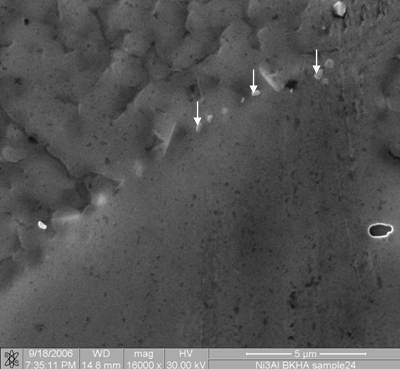 9/18/2006 WD mag HV 5 µm
7:35:11 PM 14.8 mm 16000 x 30.00 kV Ni3Al BKHA sample24